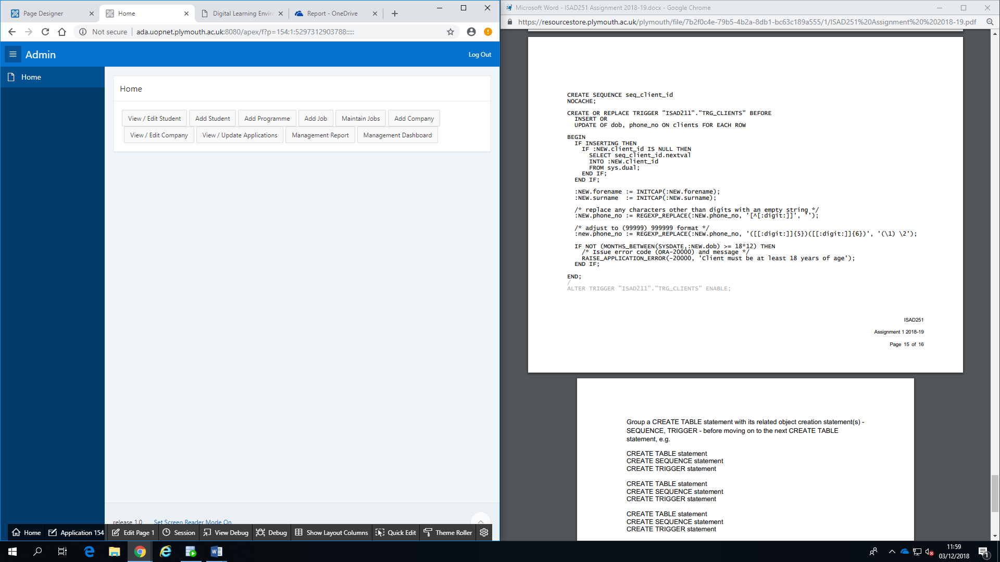 Page Designer
Home
Digital Learning Envir
Report - OneDrive
Not secure
ada.uopnet.plymouth.ac.uk:8080/apex/f?p=154:1:5297312903788:::::
Admin
Log Out
Home
Home
View / Edit Student
Add Student
Add Programme
Add Job
Maintain Jobs
Add Company
View / Edit Company
View / Update Applications
Management Report
Management Dashboard
release 1.0
Set Screen Reader Mode On
Home
Application 154
Edit Page 1
Session
View Debug
Debug
Show Layout Columns
Quick Edit
Theme Roller
Microsoft Word - ISAD251 Assignment 2018-19.docx - Google Chrome
https://resourcestore.plymouth.ac.uk/plymouth/file/7b2f0c4e-79b5-4b2a-8db1-bc63c189a555/1/ISAD251%20Assignment%20%202018-19.pdf
CREATE SEQUENCE seq_client_id
NOCACHE;
CREATE OR REPLACE TRIGGER "ISAD211"."TRG_CLIENTS" BEFORE
INSERT OR
UPDATE OF dob, phone_no ON clients FOR EACH ROW
BEGIN
IF INSERTING THEN
IF :NEW.client_id IS NULL THEN
SELECT seq_client_id.nextval
INTO :NEW.client_id
FROM sys.dual;
END IF;
END IF;
:NEW.forename := INITCAP(:NEW.forename);
:NEW.surname  := INITCAP(:NEW.surname);
/* replace any characters other than digits with an empty string */
:NEW.phone_no := REGEXP_REPLACE(:NEW.phone_no, '[^[:digit:]]', '');
/* adjust to (99999) 999999 format */
:new.phone_no := REGEXP_REPLACE(:NEW.phone_no, '([[:digit:]]{5})([[:digit:]]{6})', '(\1) \2');
IF NOT (MONTHS_BETWEEN(SYSDATE,:NEW.dob) >= 18*12) THEN
/* Issue error code (ORA-20000) and message */
RAISE_APPLICATION_ERROR(-20000, 'Client must be at least 18 years of age');
END IF;
END;
/
ALTER TRIGGER "ISAD211"."TRG_CLIENTS" ENABLE;
ISAD251
Assignment 1 2018-19
Page 15 of 16
Group a CREATE TABLE statement with its related object creation statement(s) -
SEQUENCE, TRIGGER - before moving on to the next CREATE TABLE
statement, e.g.
CREATE TABLE statement
CREATE SEQUENCE statement
CREATE TRIGGER statement
CREATE TABLE statement
CREATE SEQUENCE statement
CREATE TRIGGER statement
CREATE TABLE statement
CREATE SEQUENCE statement
CREATE TRIGGER statement
11:59
03/12/2018
1